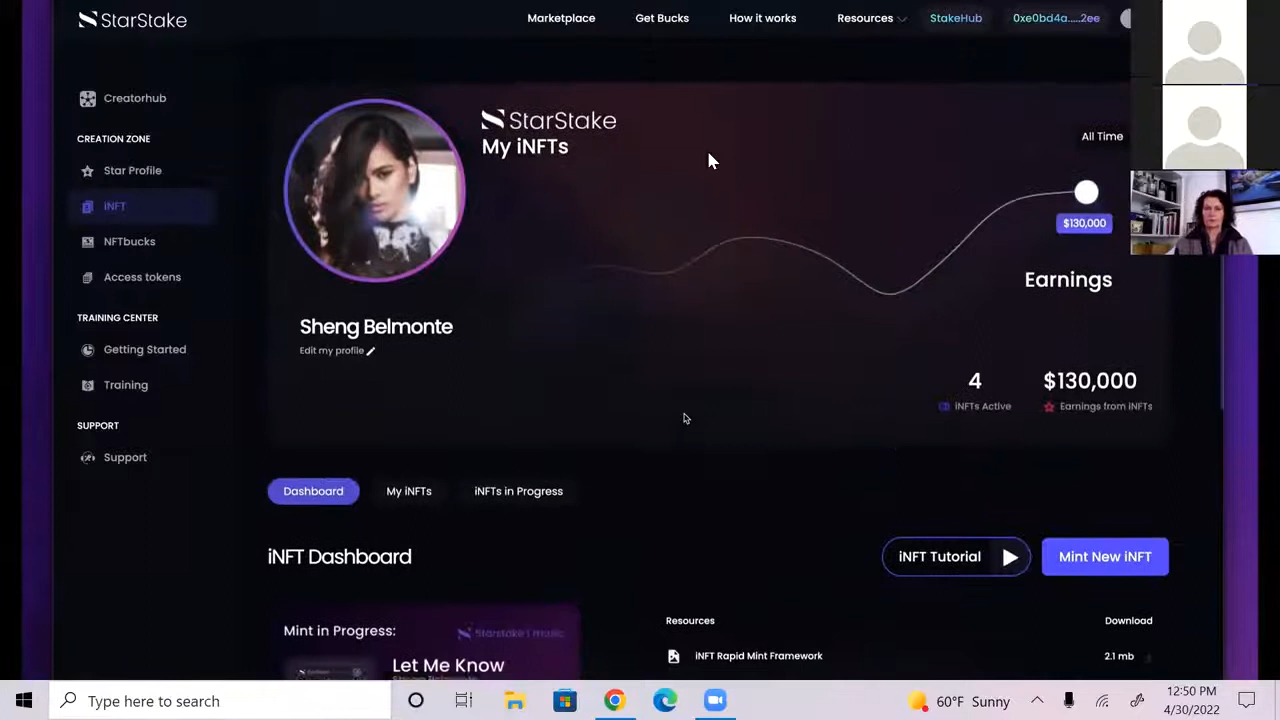 StarStake
Marketplace
Get Bucks
How it works
Resources
StakeHub
0xe0bd4a.....2ee
Creatorhub
CREATION ZONE
Star Profile
iNFT
NFTbucks
Access tokens
TRAINING CENTER
Getting Started
Training
SUPPORT
Support
StarStake
My iNFTs
All Time
$130,000
Earnings
Sheng Belmonte
Edit my profile
4
$130,000
iNFTs Active
Earnings from iNFTs
Dashboard
My iNFTs
iNFTs in Progress
iNFT Dashboard
iNFT Tutorial
Mint New iNFT
Mint in Progress:
Starstake | music
Let Me Know
Resources
Download
iNFT Rapid Mint Framework
2.1 mb
Type here to search
60°F Sunny
12:50 PM
4/30/2022